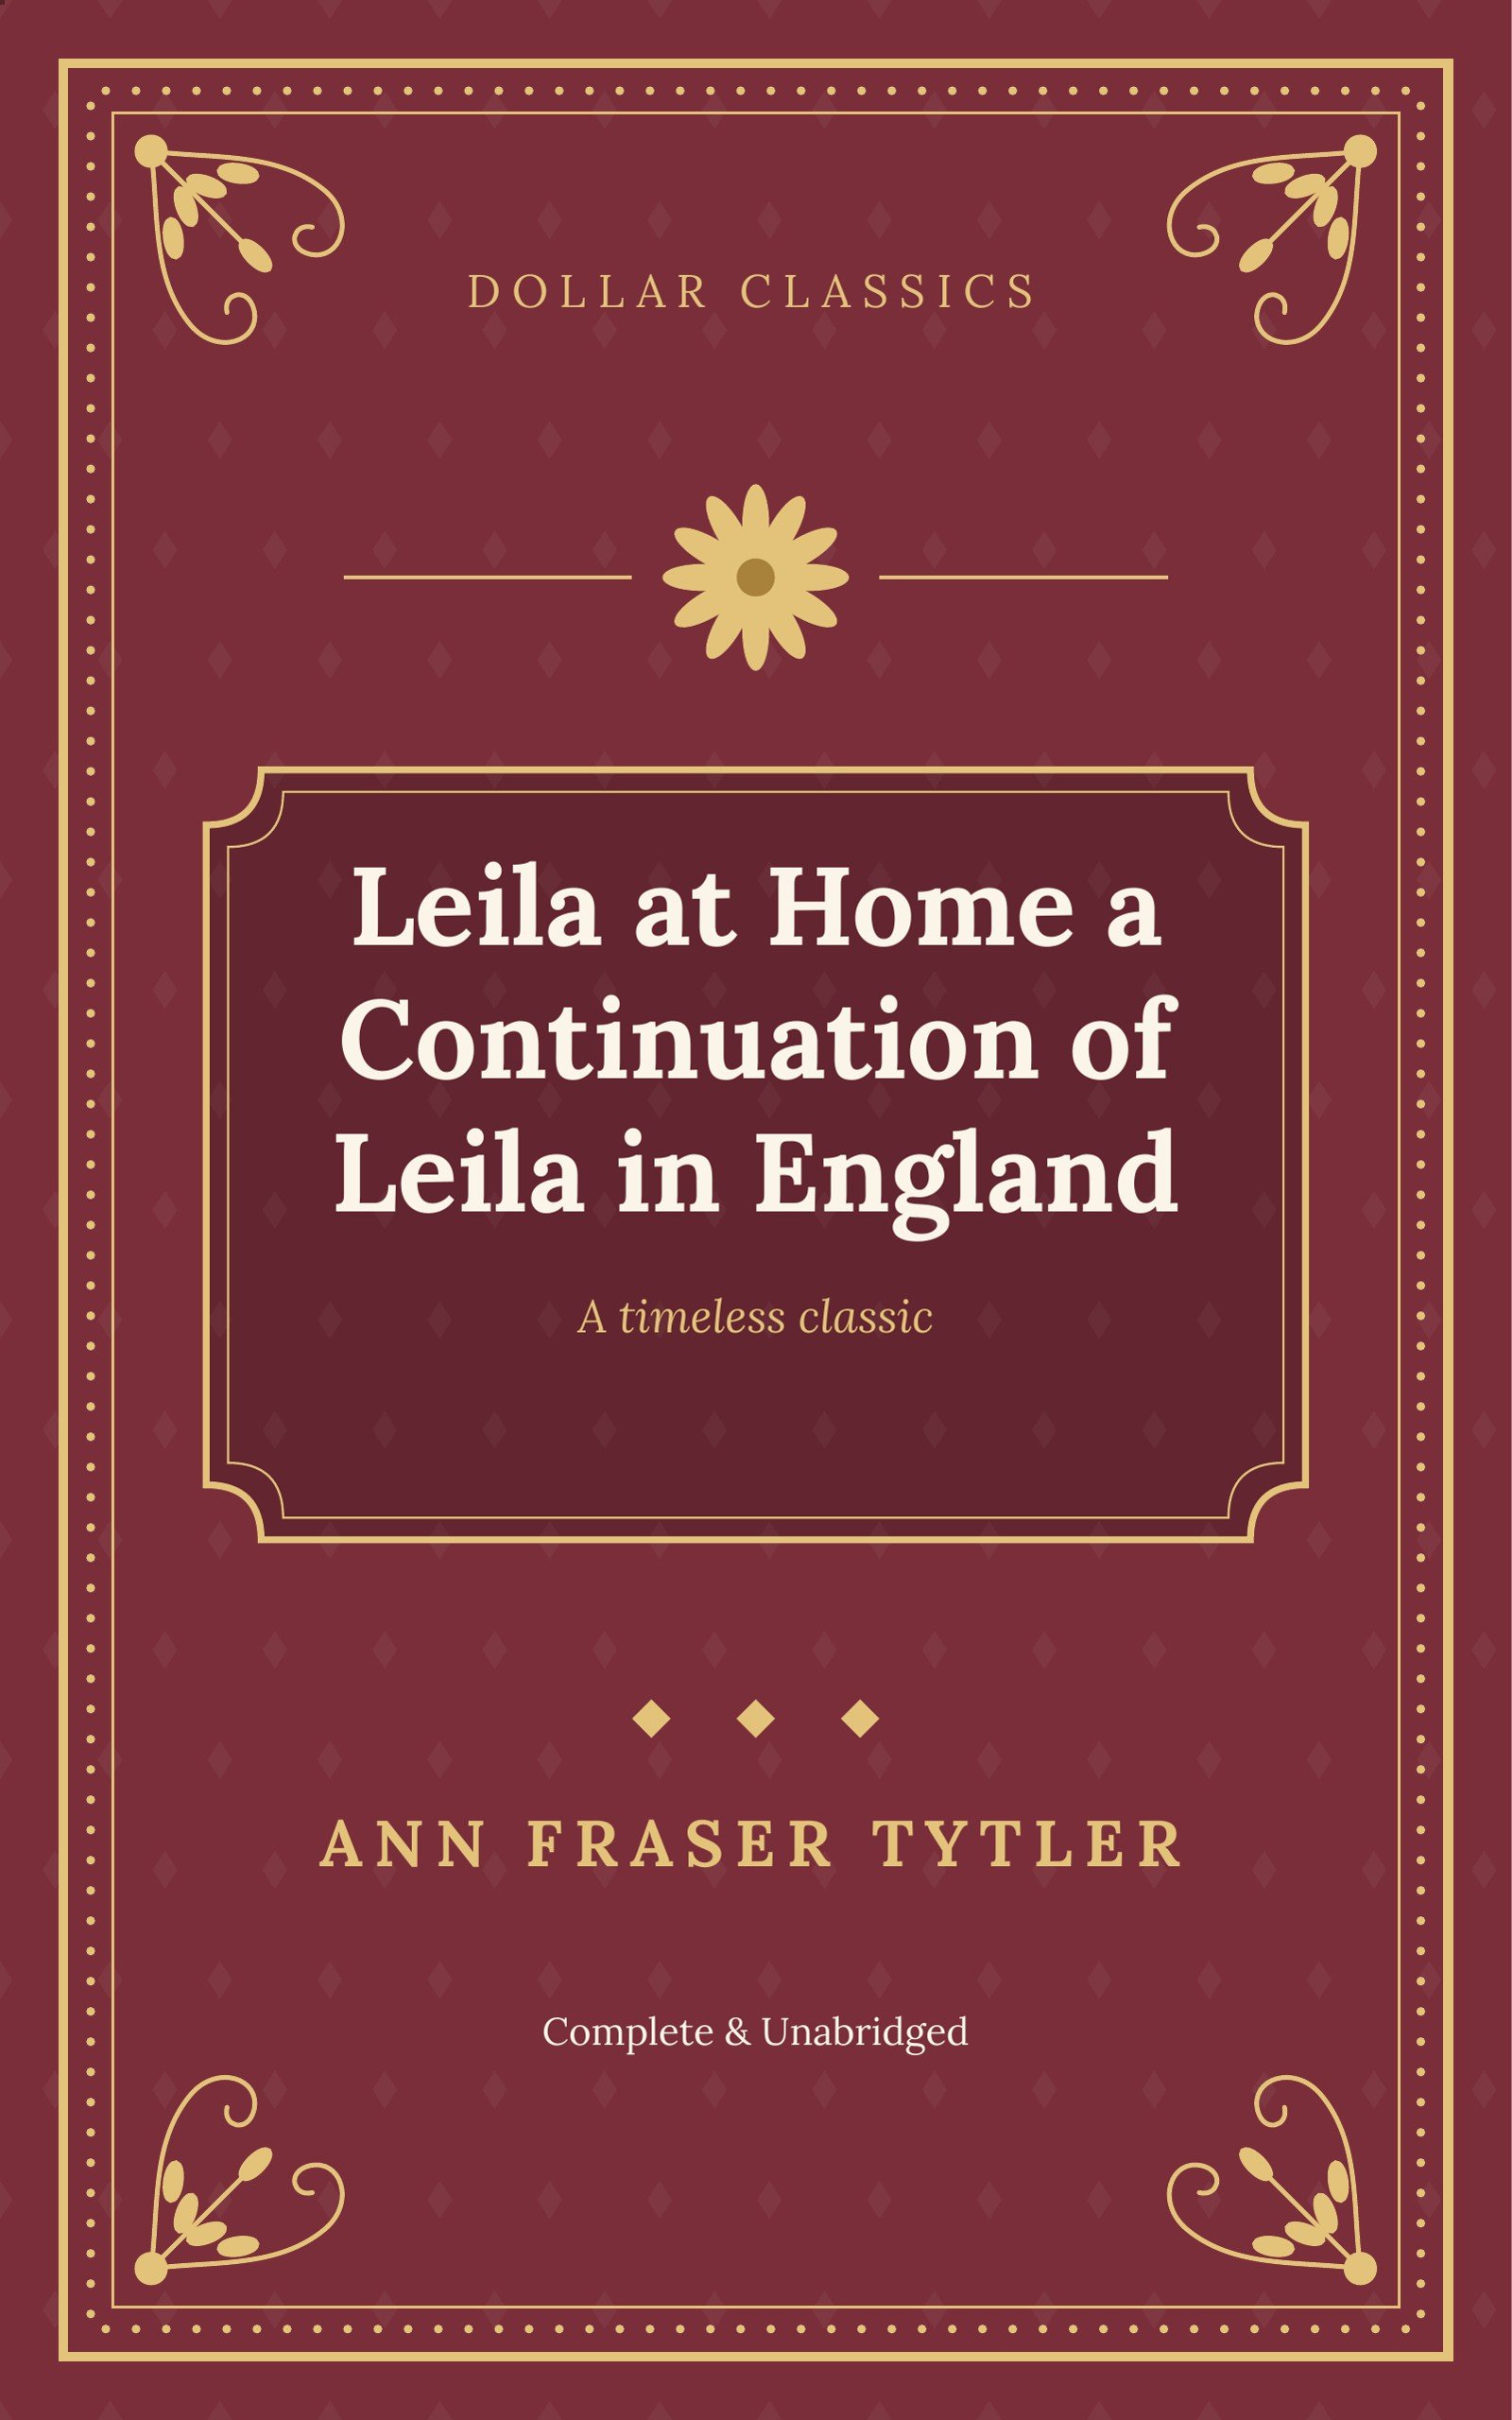 DOLLAR CLASSICS
Leila at Home a
Continuation of
Leila in England
A timeless classic
ANN FRASER TYTLER
Complete & Unabridged